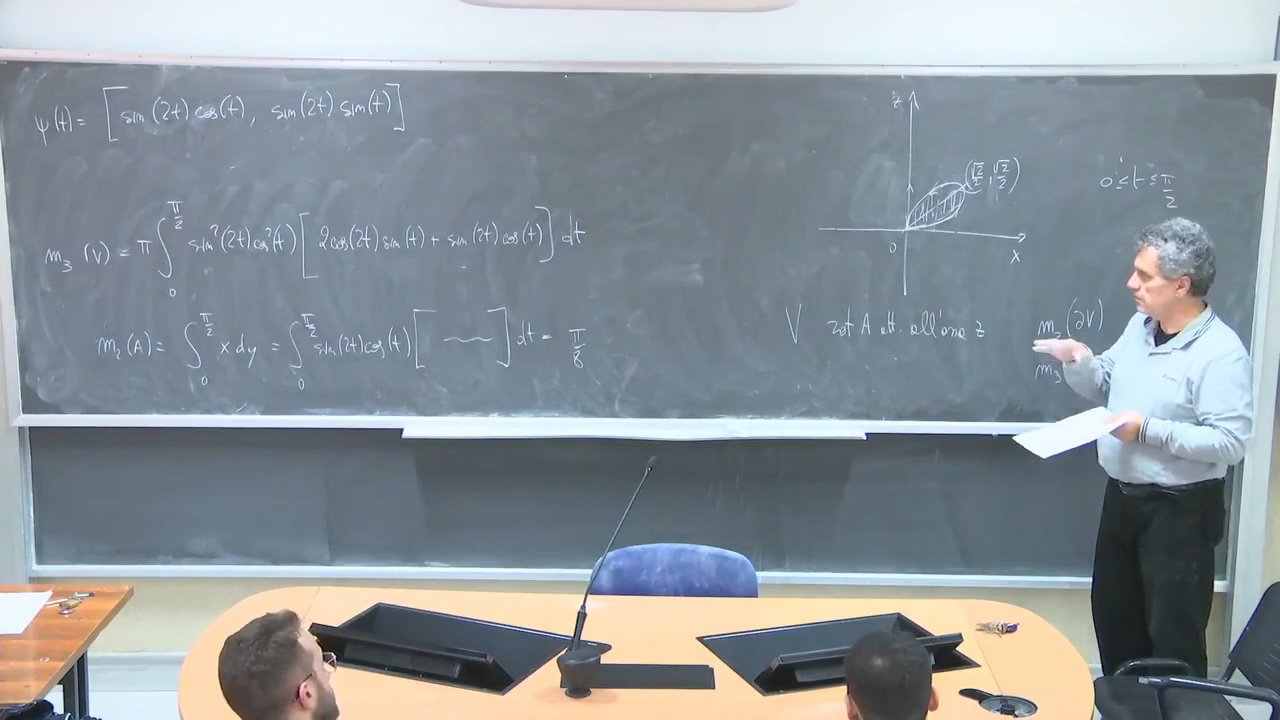 ψ(t) = [sin(2t)cos(t), sin(2t)sin(t)]
m₃(V) = π ∫₀^{π/2} sin²(2t)cos²(t) [2cos(2t)sin(t) + sin(2t)cos(t)] dt
m₂(A) = ∫₀^{π/2} x dy = ∫₀^{π/2} sin(2t)cos(t) [ ~~ ] dt = π/8
z
(√2/2, √2/2)
0 ≤ t ≤ π/2
0
x
V rot A att. all'asse z
m₂(∂V)
m₃